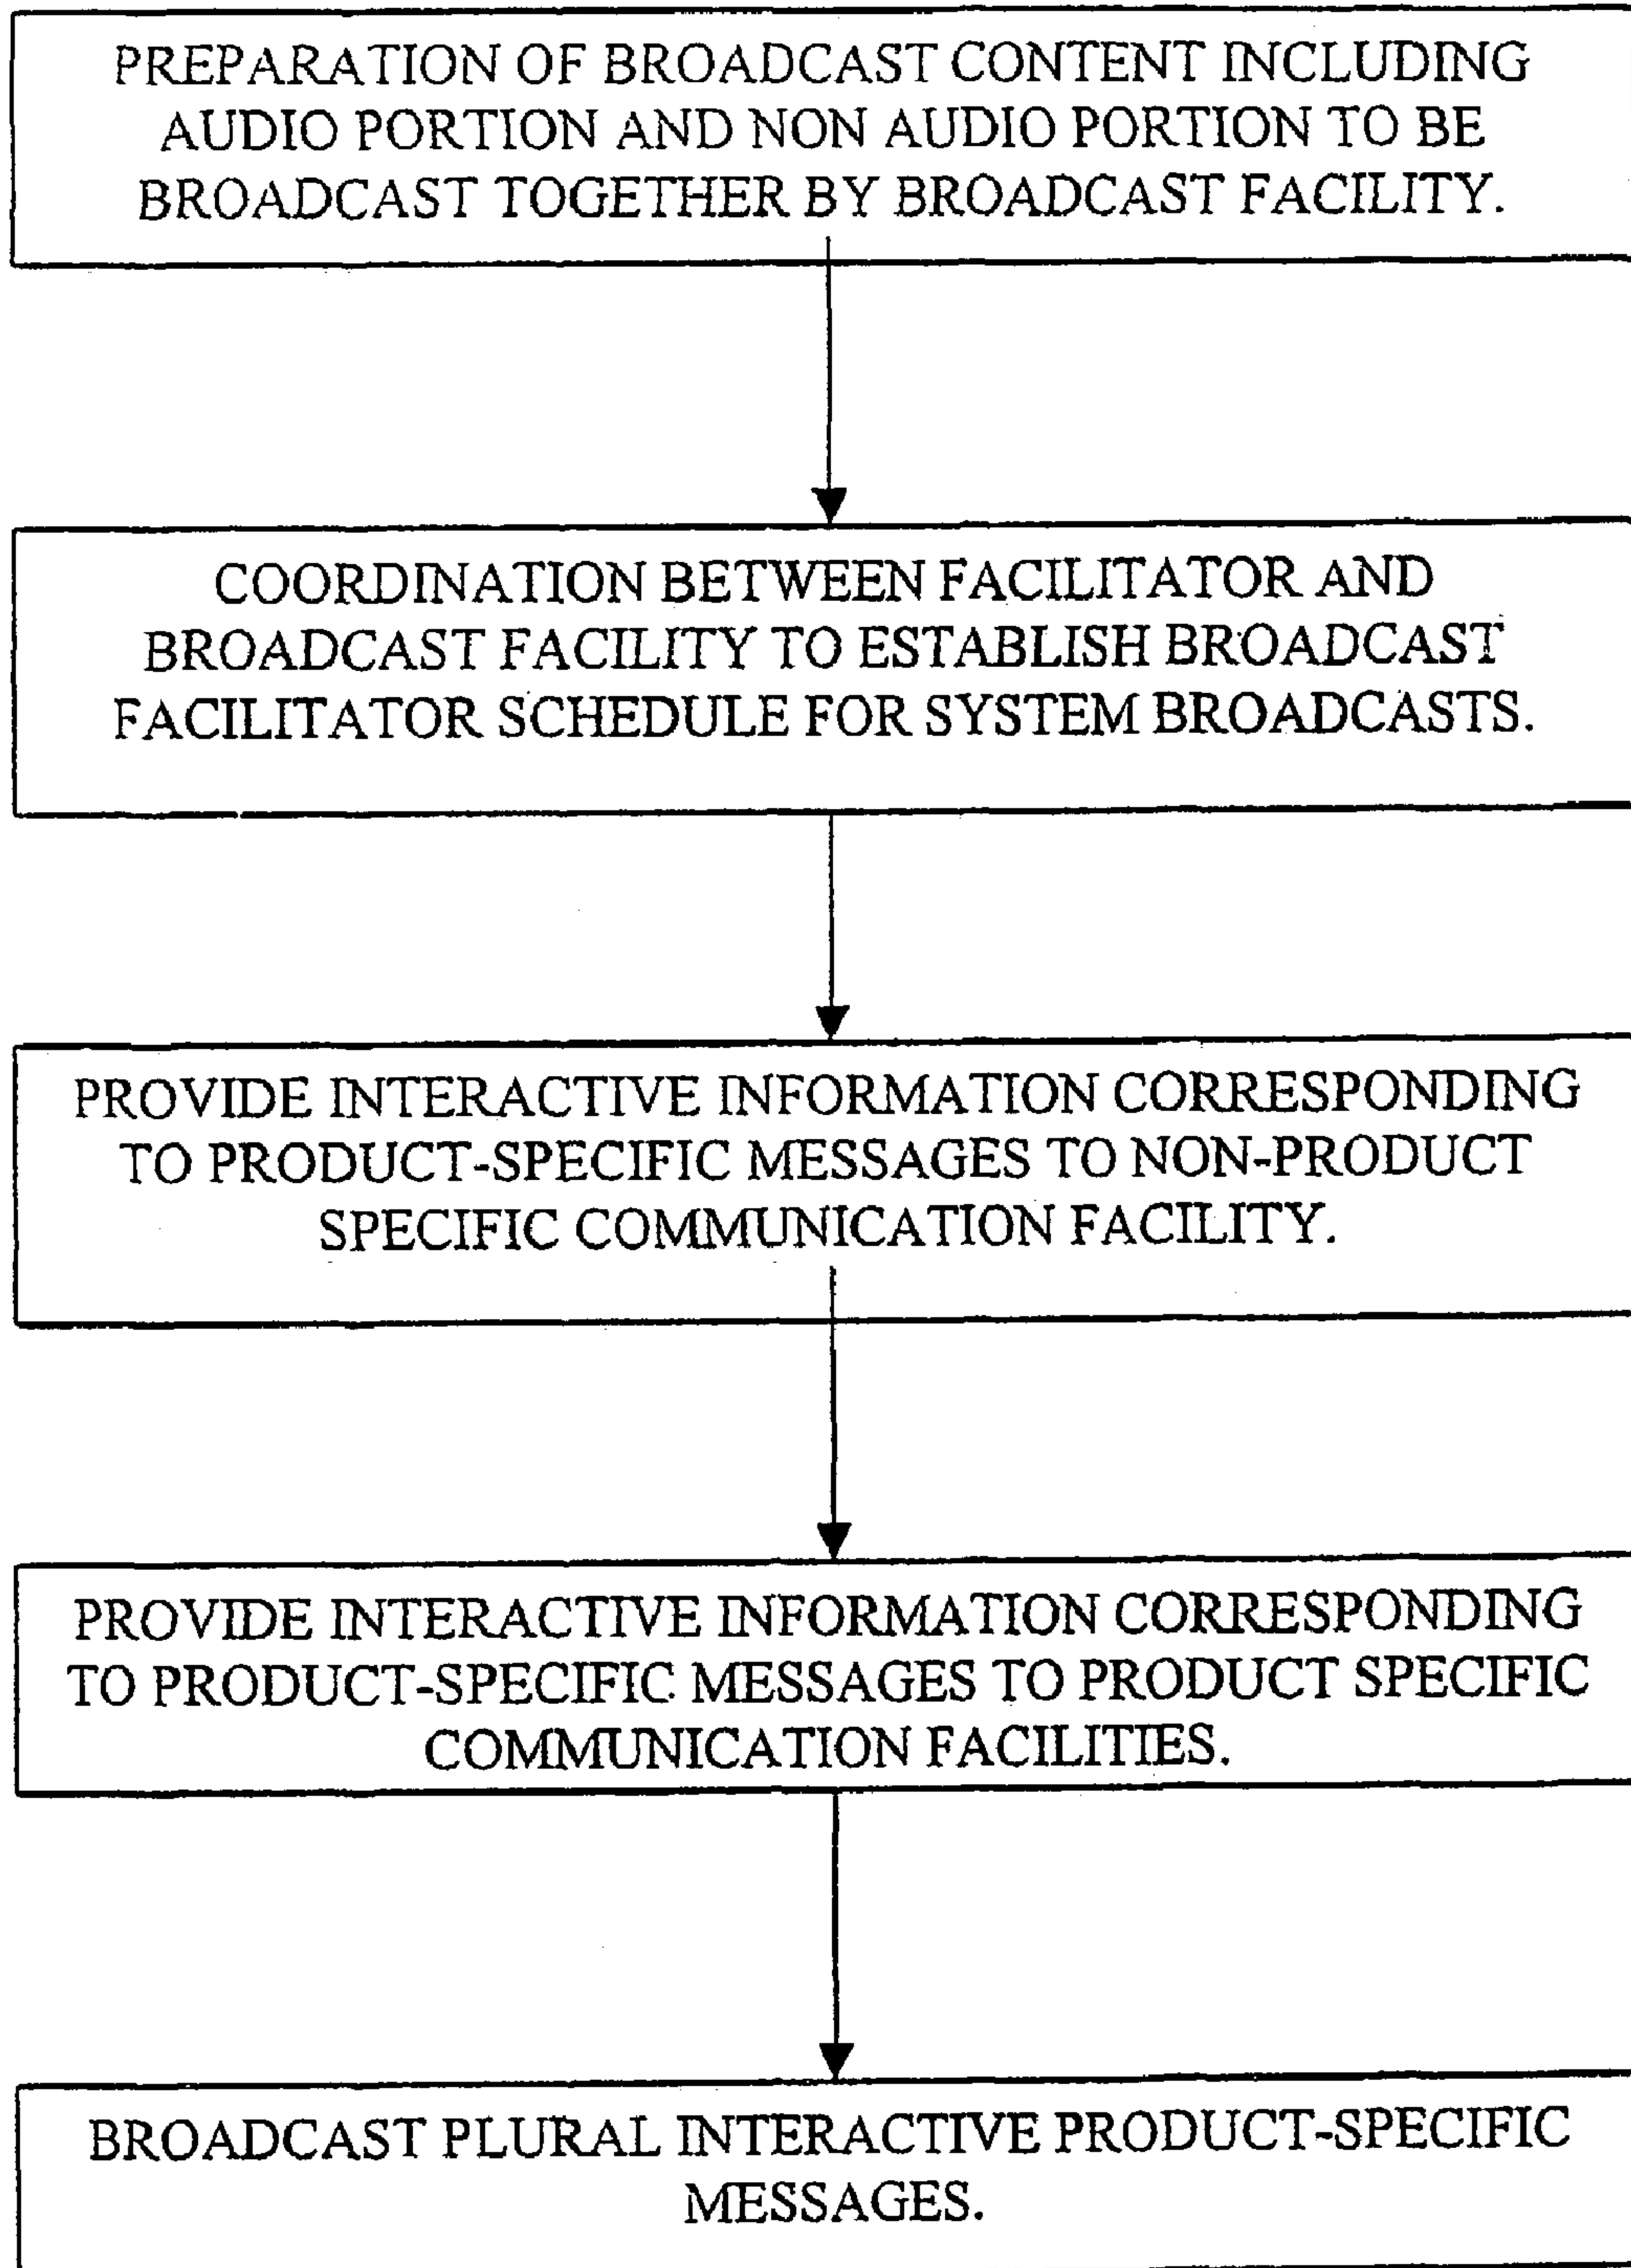 PREPARATION OF BROADCAST CONTENT INCLUDING
AUDIO PORTION AND NON AUDIO PORTION TO BE
BROADCAST TOGETHER BY BROADCAST FACILITY.
COORDINATION BETWEEN FACILITATOR AND
BROADCAST FACILITY TO ESTABLISH BROADCAST
FACILITATOR SCHEDULE FOR SYSTEM BROADCASTS.
PROVIDE INTERACTIVE INFORMATION CORRESPONDING
TO PRODUCT-SPECIFIC MESSAGES TO NON-PRODUCT
SPECIFIC COMMUNICATION FACILITY.
PROVIDE INTERACTIVE INFORMATION CORRESPONDING
TO PRODUCT-SPECIFIC MESSAGES TO PRODUCT SPECIFIC
COMMUNICATION FACILITIES.
BROADCAST PLURAL INTERACTIVE PRODUCT-SPECIFIC
MESSAGES.